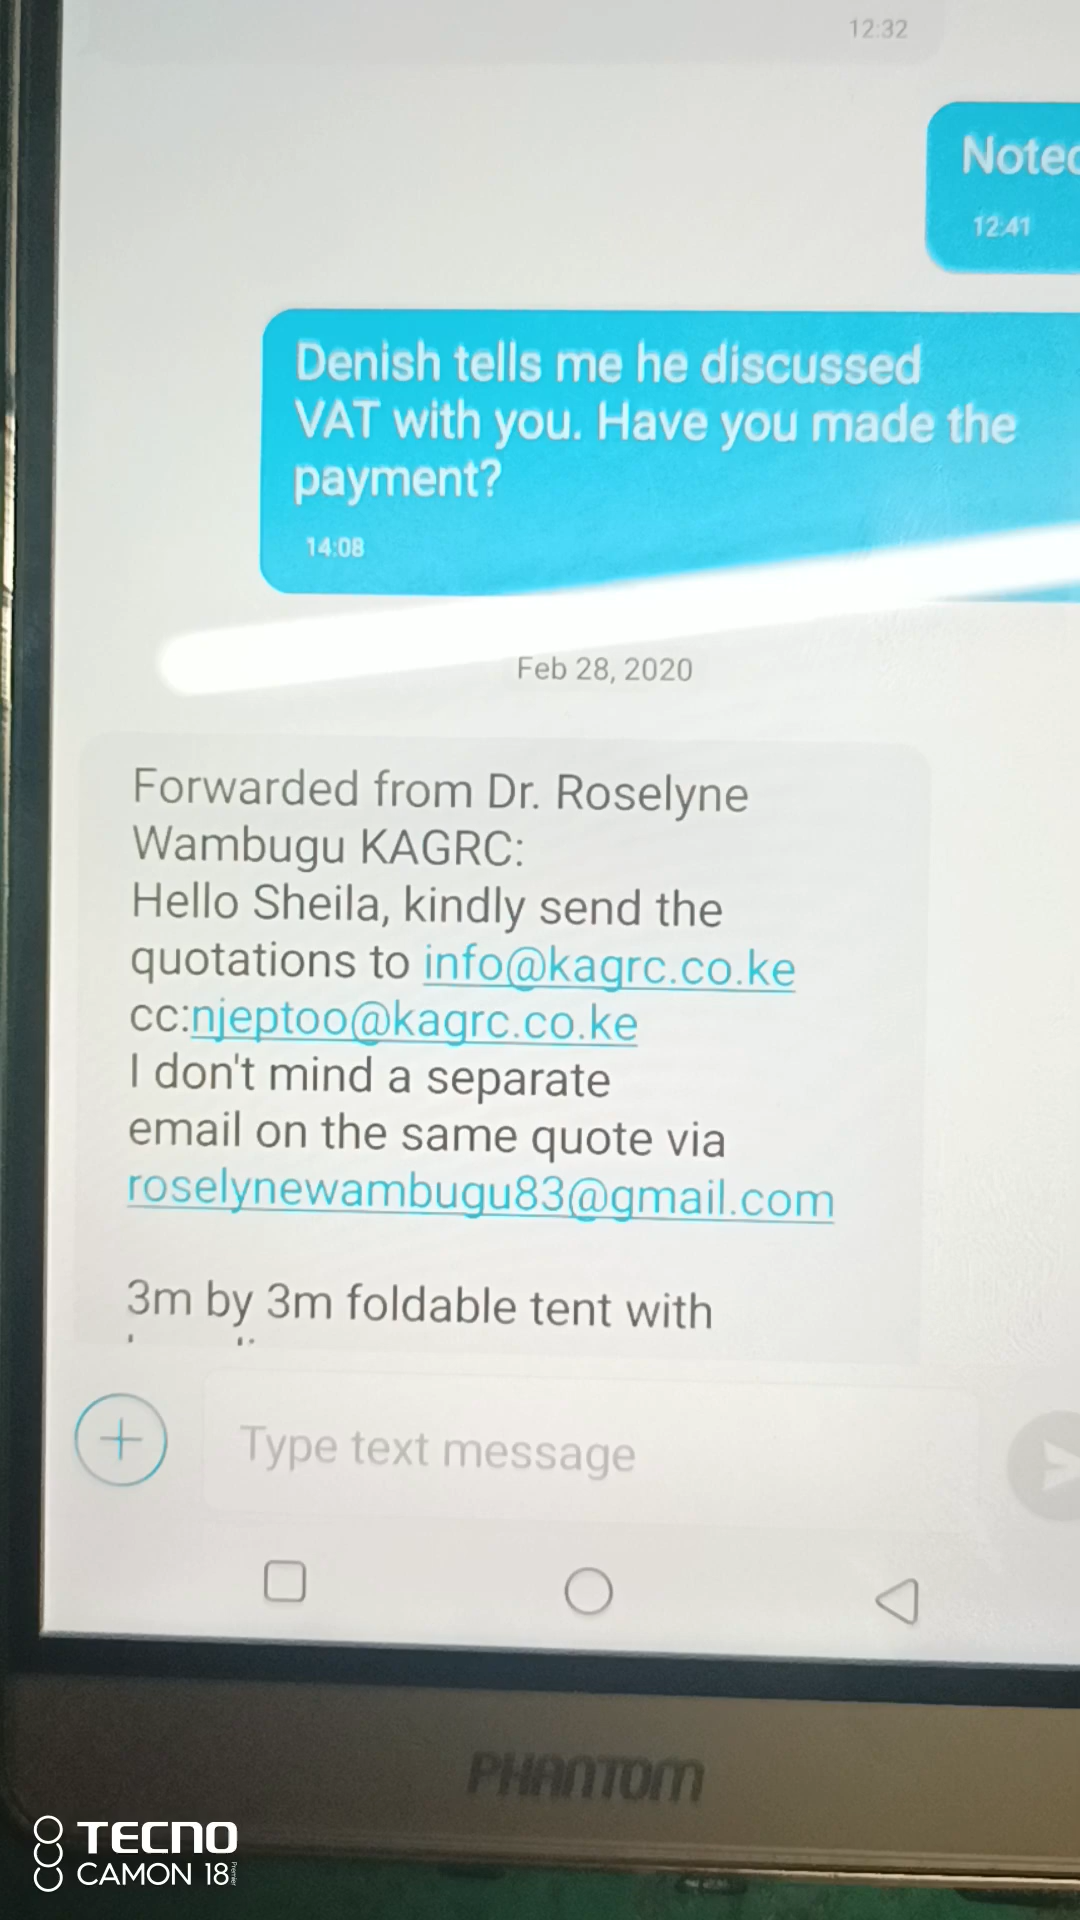 12:32
Noted
12:41
Denish tells me he discussed
VAT with you. Have you made the
payment?
14:08
Feb 28, 2020
Forwarded from Dr. Roselyne
Wambugu KAGRC:
Hello Sheila, kindly send the
quotations to info@kagrc.co.ke
cc:njeptoo@kagrc.co.ke
I don't mind a separate
email on the same quote via
roselynewambugu83@gmail.com
3m by 3m foldable tent with
Type text message
PHANTOM
TECNO
CAMON 18 Premier